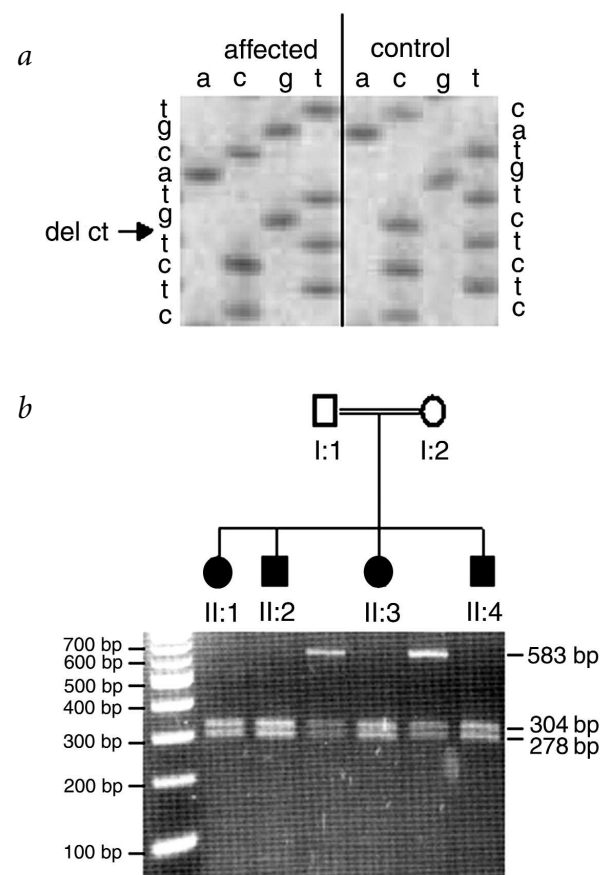 a
affected control
a c g t a c g t
t c
g a
c t
a g
t t
g c
del ct t t
c c
t t
c c
b
I:1 I:2
II:1 II:2 II:3 II:4
700 bp
600 bp 583 bp
500 bp
400 bp
304 bp
300 bp 278 bp
200 bp
100 bp